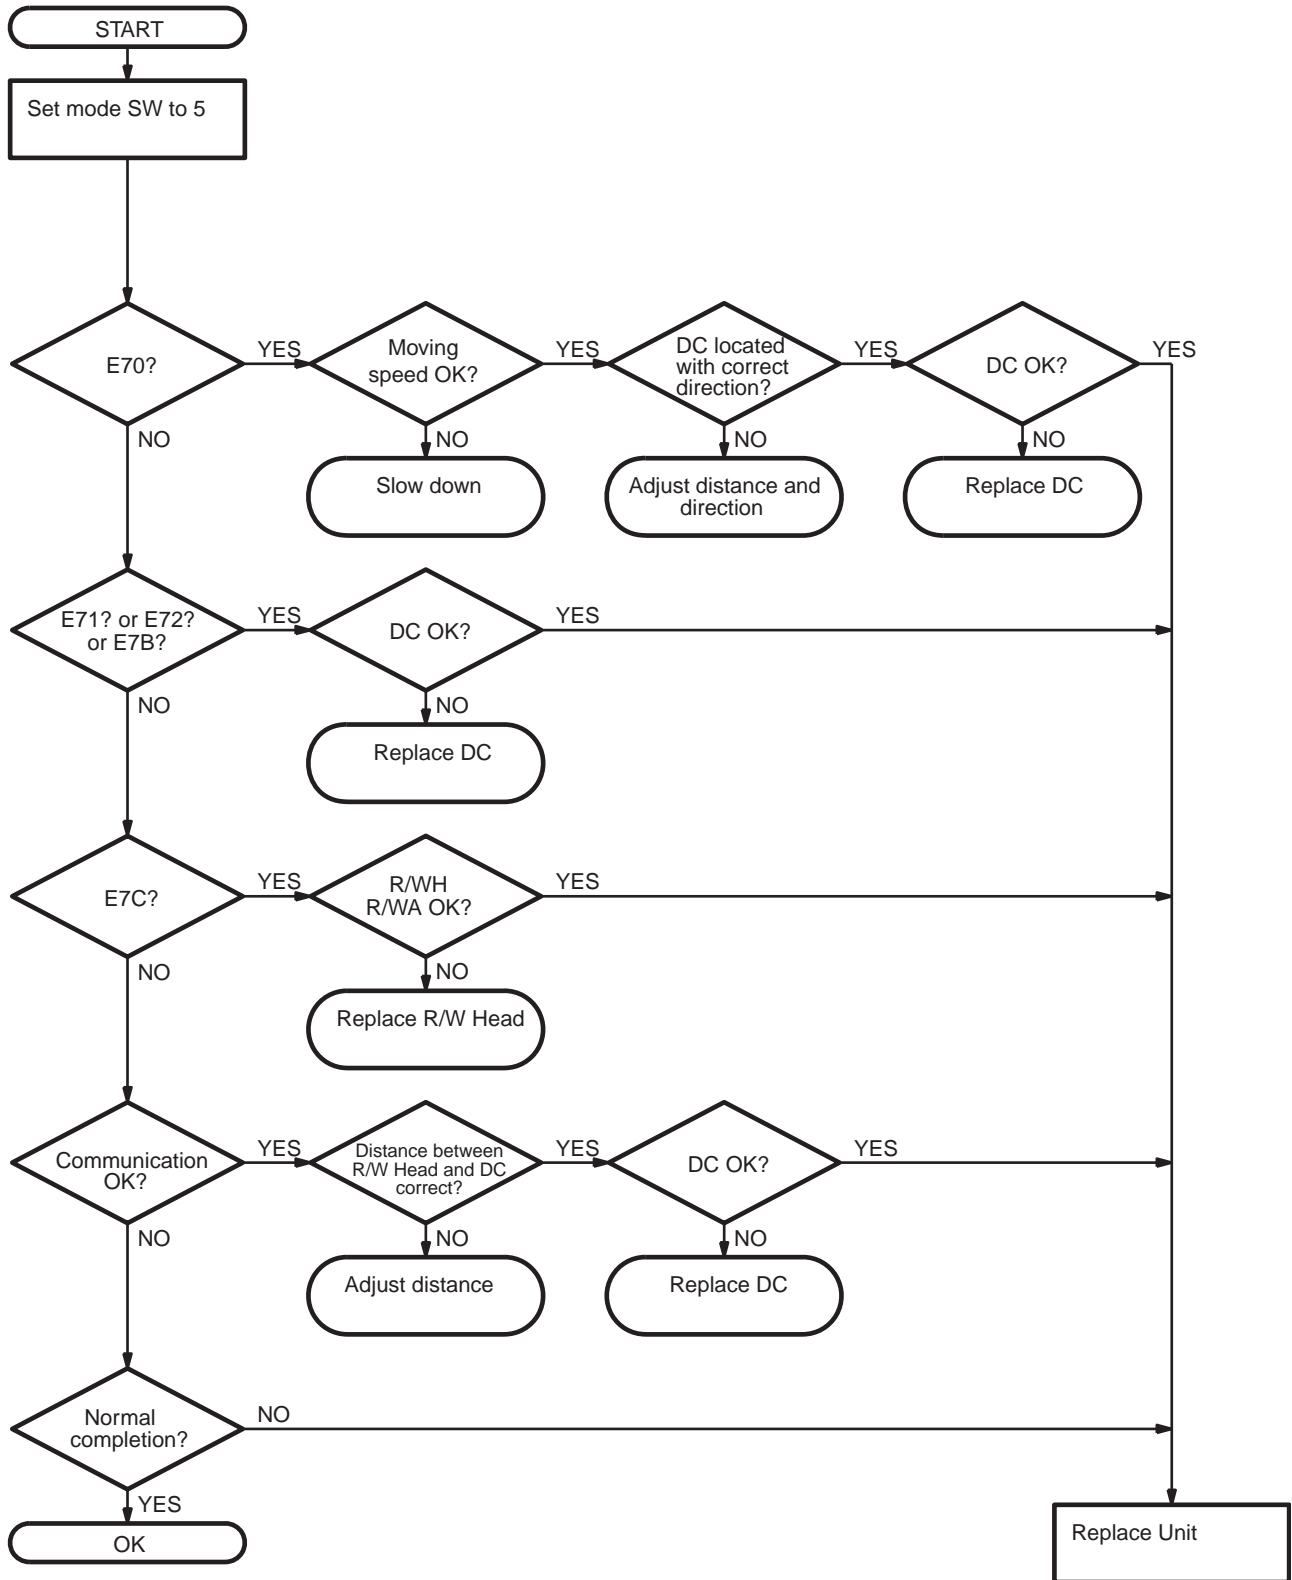 START
Set mode SW to 5
E70?
YES
Moving
speed OK?
YES
DC located
with correct
direction?
YES
DC OK?
YES
NO
NO
NO
NO
Slow down
Adjust distance and
direction
Replace DC
E71? or E72?
or E7B?
YES
DC OK?
YES
NO
NO
Replace DC
E7C?
YES
R/WH
R/WA OK?
YES
NO
NO
Replace R/W Head
Communication
OK?
YES
Distance between
R/W Head and DC
correct?
YES
DC OK?
YES
NO
NO
NO
Adjust distance
Replace DC
Normal
completion?
NO
YES
OK
Replace Unit